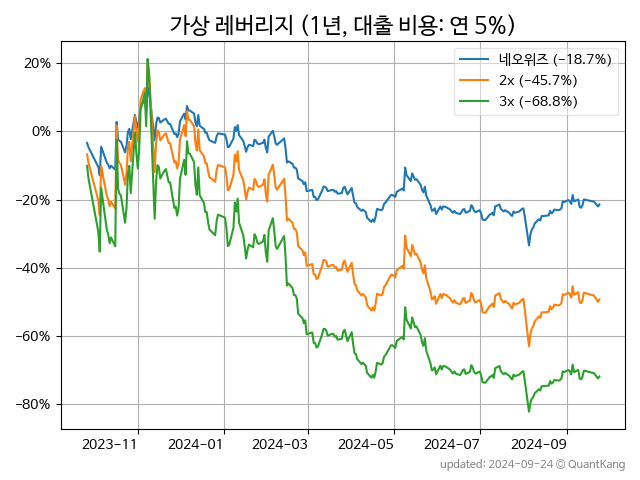 가상 레버리지 (1년, 대출 비용: 연 5%)
네오위즈 (−18.7%)
2x (−45.7%)
3x (−68.8%)
20%
0%
−20%
−40%
−60%
−80%
2023-11
2024-01
2024-03
2024-05
2024-07
2024-09
updated: 2024-09-24 © QuantKang